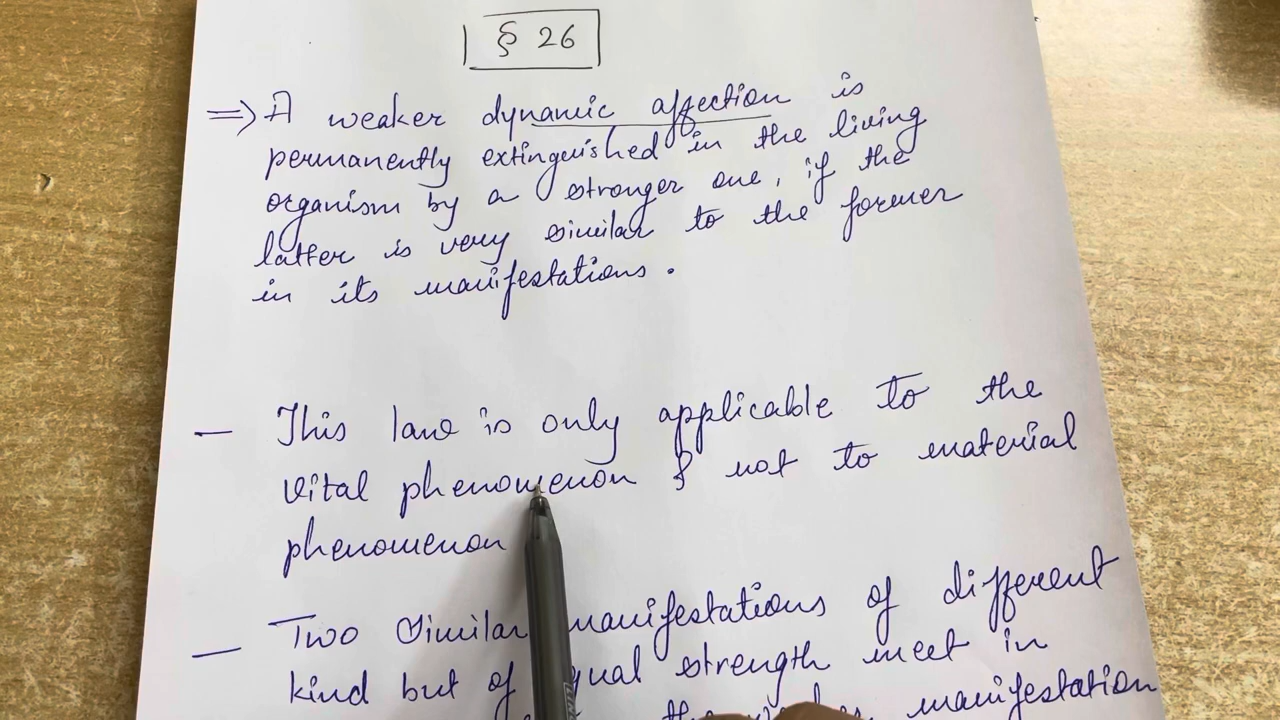 § 26
⇒ A weaker dynamic affection is
permanently extinguished in the living
organism by a stronger one, if the
latter is very similar to the former
in its manifestations.
- This law is only applicable to the
vital phenomenon & not to material
phenomenon
- Two similar manifestations of different
kind but of equal strength meet in
the manifestation